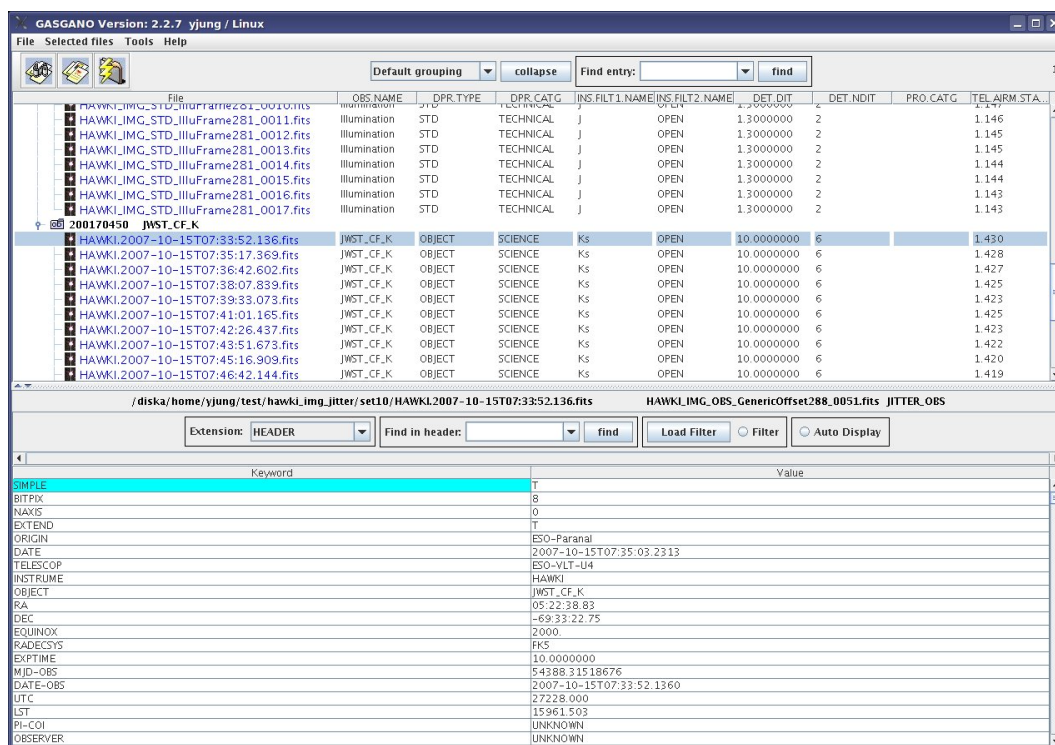 GASGANO Version: 2.2.7 yjung / Linux
File Selected files Tools Help
Default grouping collapse Find entry: find
File OBS.NAME DPR.TYPE DPR.CATG INS.FILT1.NAME INS.FILT2.NAME DET.DIT DET.NDIT PRO.CATG TEL.AIRM.STA...
HAWKI_IMG_STD_IlluFrame281_0010.fits Illumination STD TECHNICAL J OPEN 1.3000000 2 1.147
HAWKI_IMG_STD_IlluFrame281_0011.fits Illumination STD TECHNICAL J OPEN 1.3000000 2 1.146
HAWKI_IMG_STD_IlluFrame281_0012.fits Illumination STD TECHNICAL J OPEN 1.3000000 2 1.145
HAWKI_IMG_STD_IlluFrame281_0013.fits Illumination STD TECHNICAL J OPEN 1.3000000 2 1.145
HAWKI_IMG_STD_IlluFrame281_0014.fits Illumination STD TECHNICAL J OPEN 1.3000000 2 1.144
HAWKI_IMG_STD_IlluFrame281_0015.fits Illumination STD TECHNICAL J OPEN 1.3000000 2 1.144
HAWKI_IMG_STD_IlluFrame281_0016.fits Illumination STD TECHNICAL J OPEN 1.3000000 2 1.143
HAWKI_IMG_STD_IlluFrame281_0017.fits Illumination STD TECHNICAL J OPEN 1.3000000 2 1.143
200170450 JWST_CF_K
HAWKI.2007-10-15T07:33:52.136.fits JWST_CF_K OBJECT SCIENCE Ks OPEN 10.0000000 6 1.430
HAWKI.2007-10-15T07:35:17.369.fits JWST_CF_K OBJECT SCIENCE Ks OPEN 10.0000000 6 1.428
HAWKI.2007-10-15T07:36:42.602.fits JWST_CF_K OBJECT SCIENCE Ks OPEN 10.0000000 6 1.427
HAWKI.2007-10-15T07:38:07.839.fits JWST_CF_K OBJECT SCIENCE Ks OPEN 10.0000000 6 1.425
HAWKI.2007-10-15T07:39:33.073.fits JWST_CF_K OBJECT SCIENCE Ks OPEN 10.0000000 6 1.423
HAWKI.2007-10-15T07:41:01.165.fits JWST_CF_K OBJECT SCIENCE Ks OPEN 10.0000000 6 1.425
HAWKI.2007-10-15T07:42:26.437.fits JWST_CF_K OBJECT SCIENCE Ks OPEN 10.0000000 6 1.423
HAWKI.2007-10-15T07:43:51.673.fits JWST_CF_K OBJECT SCIENCE Ks OPEN 10.0000000 6 1.422
HAWKI.2007-10-15T07:45:16.909.fits JWST_CF_K OBJECT SCIENCE Ks OPEN 10.0000000 6 1.420
HAWKI.2007-10-15T07:46:42.144.fits JWST_CF_K OBJECT SCIENCE Ks OPEN 10.0000000 6 1.419
/diska/home/yjung/test/hawki_img_jitter/set10/HAWKI.2007-10-15T07:33:52.136.fits HAWKI_IMG_OBS_GenericOffset288_0051.fits JITTER_OBS
Extension: HEADER Find in header: find Load Filter Filter Auto Display
Keyword Value
SIMPLE T
BITPIX 8
NAXIS 0
EXTEND T
ORIGIN ESO-Paranal
DATE 2007-10-15T07:35:03.2313
TELESCOP ESO-VLT-U4
INSTRUME HAWKI
OBJECT JWST_CF_K
RA 05:22:38.83
DEC -69:33:22.75
EQUINOX 2000.
RADECSYS FK5
EXPTIME 10.0000000
MJD-OBS 54388.31518676
DATE-OBS 2007-10-15T07:33:52.1360
UTC 27228.000
LST 15961.503
PI-COI UNKNOWN
OBSERVER UNKNOWN